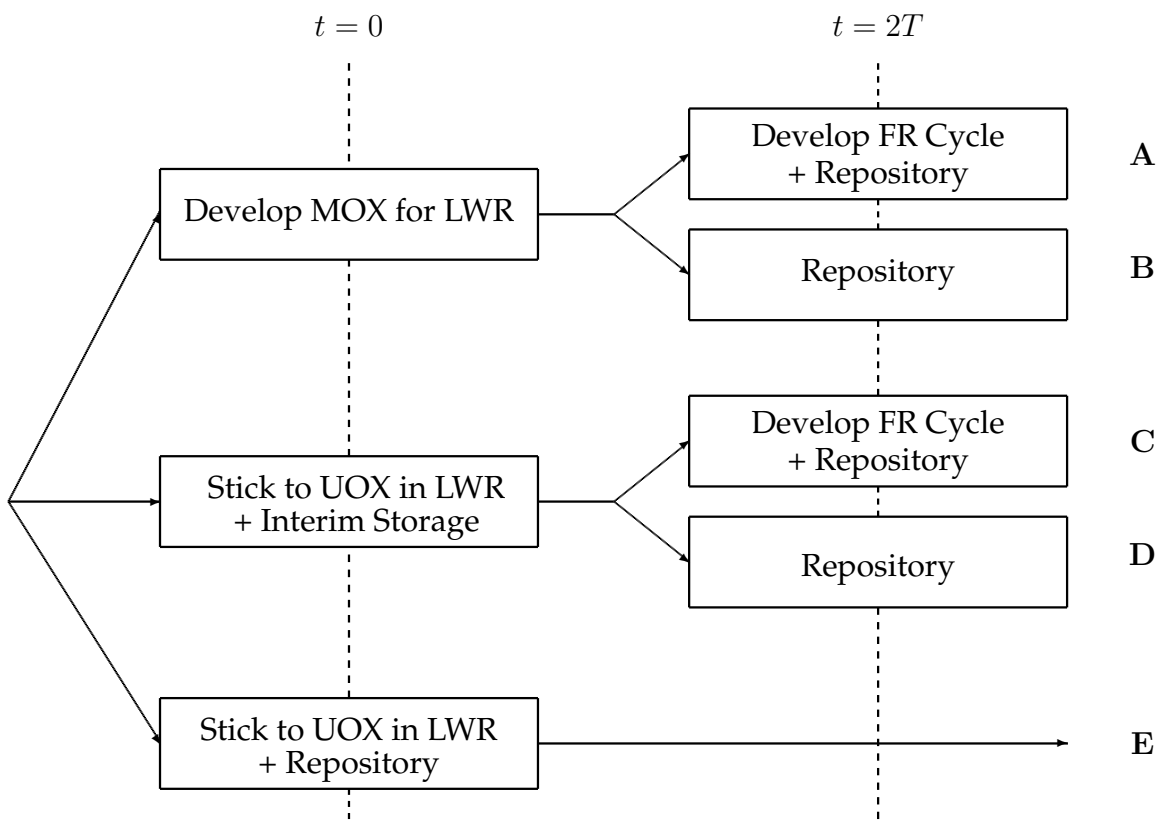 t = 0
t = 2T
Develop FR Cycle
+ Repository
A
Develop MOX for LWR
Repository
B
Develop FR Cycle
+ Repository
C
Stick to UOX in LWR
+ Interim Storage
Repository
D
Stick to UOX in LWR
+ Repository
E